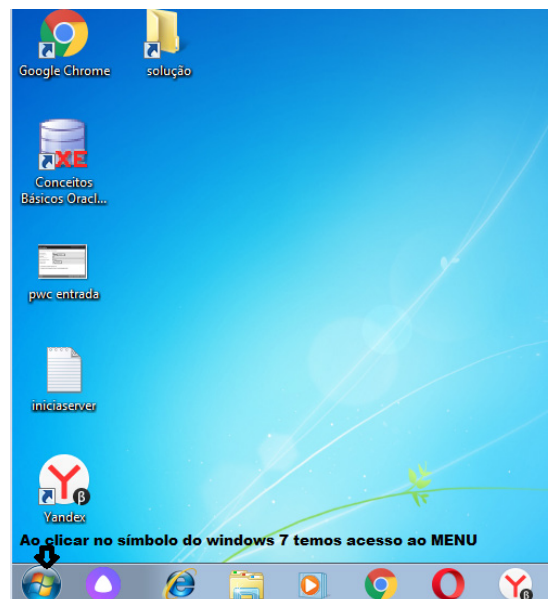 Google Chrome
solução
Conceitos
Básicos Oracl...
pwc entrada
iniciaserver
Yandex
Ao clicar no símbolo do windows 7 temos acesso ao MENU